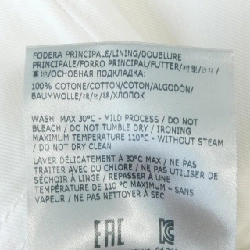 FODERA PRINCIPALE/LINING/DOUBLURE
PRINCIPALE/FORRO PRINCIPAL/FUTTER/
ОСНОВНАЯ ПОДКЛАДКА:
100% COTONE/COTTON/COTON/ALGODÓN/
BAUMWOLLE/ХЛОПОК
WASH MAX 30°C - MILD PROCESS / DO NOT
BLEACH / DO NOT TUMBLE DRY / IRONING
MAXIMUM TEMPERATURE 110°C - WITHOUT STEAM
/ DO NOT DRY CLEAN
LAVER DÉLICATEMENT À 30°C MAX / NE PAS
TRAITER AVEC DU CHLORE / NE PAS
SÉCHOIR À LINGE / REPASSER À UNE
TEMPÉRATURE DE 110 °C MAXIMUM - SANS
VAPEUR / NE PAS NETTOYER À SEC
EAC